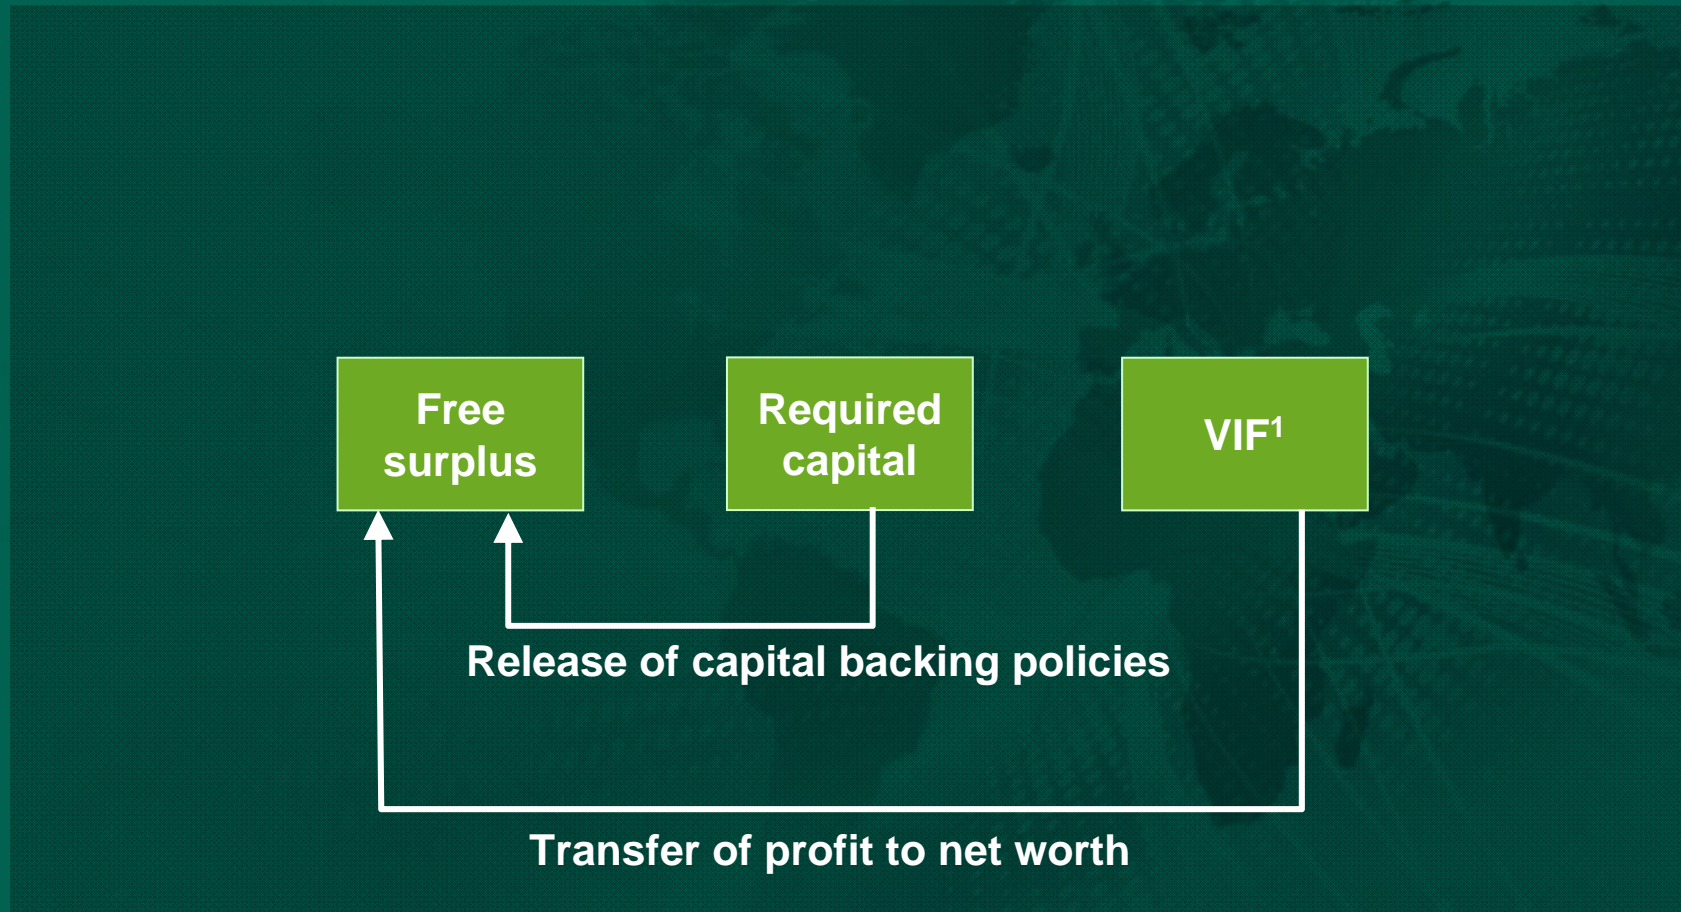 Free
surplus
Required
capital
VIF¹
Release of capital backing policies
Transfer of profit to net worth